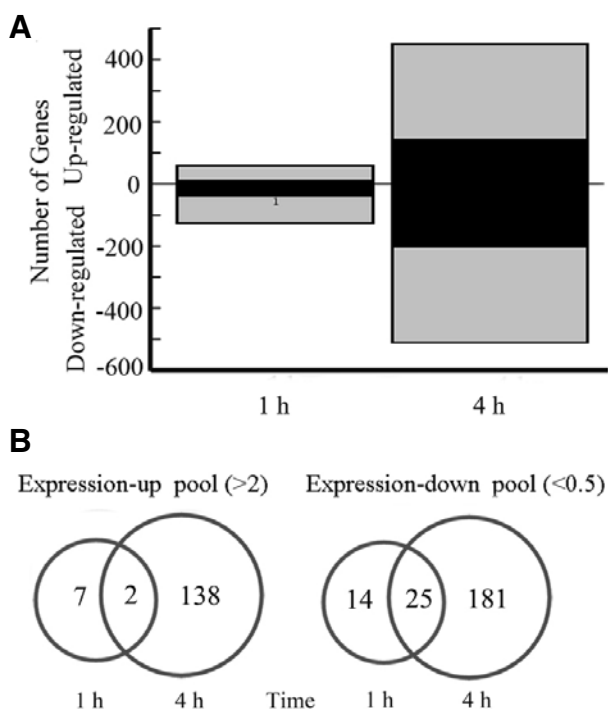 A
Number of Genes
Down-regulated Up-regulated
400
200
0
-200
-400
-600
1
1 h 4 h
B
Expression-up pool (>2) Expression-down pool (<0.5)
7 2 138 14 25 181
1 h 4 h Time 1 h 4 h